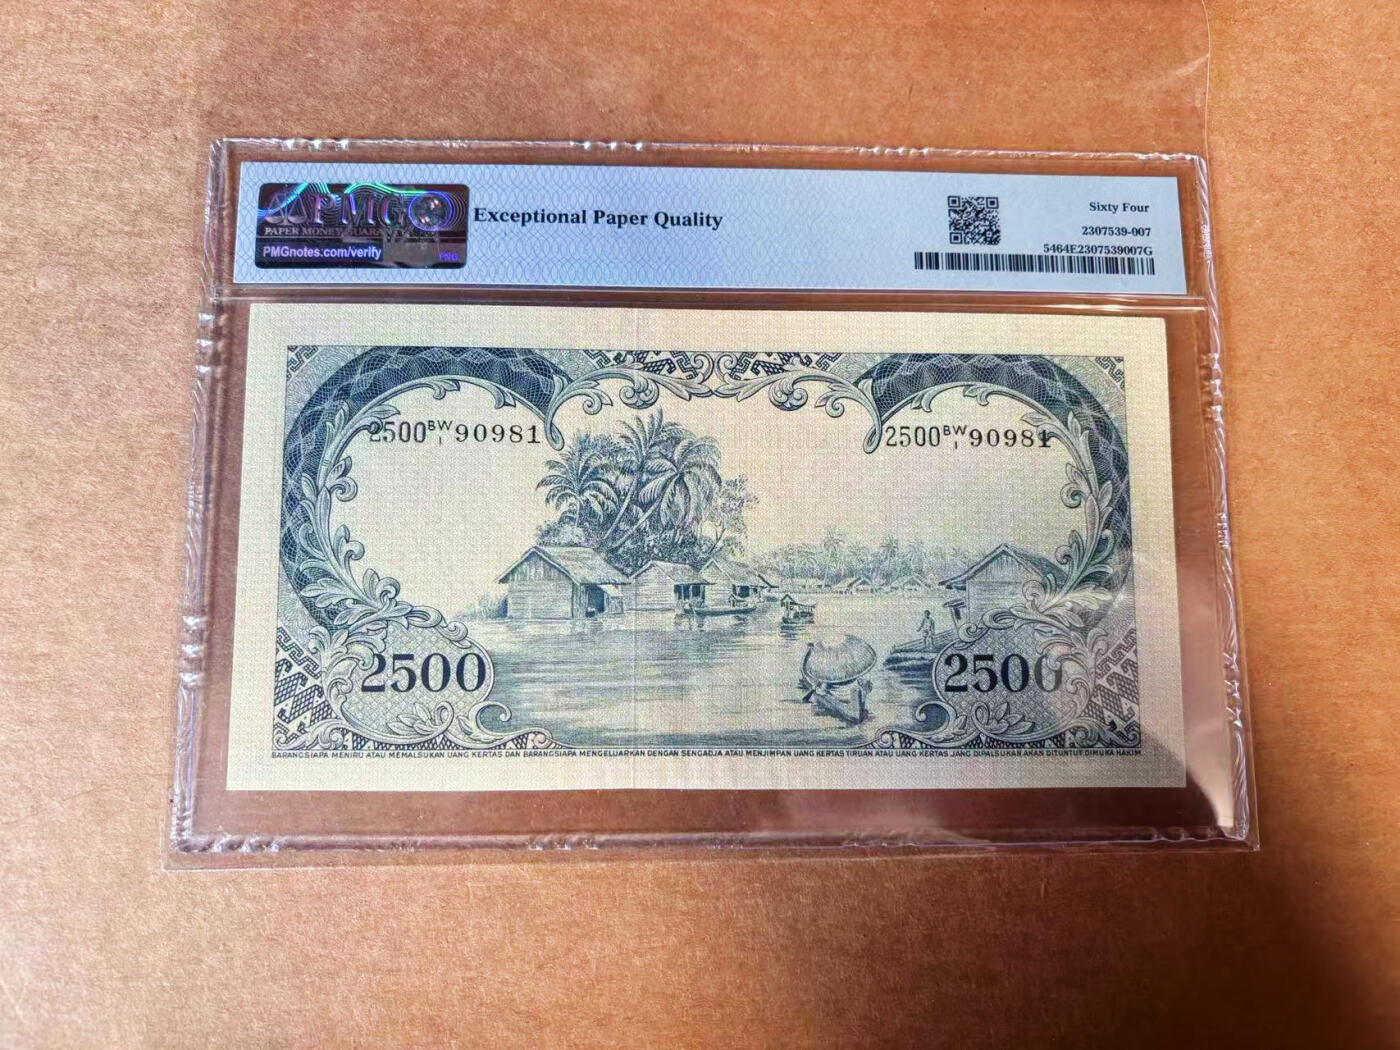 PMG
PAPER MONEY GUARANTY
PMGnotes.com/verify
PNG
Exceptional Paper Quality
Sixty Four
2307539-007
5464E2307539007G
2500 BW/1 90981
2500 BW/1 90981
2500
2500
BARANGSIAPA MENIRU ATAU MEMALSUKAN UANG KERTAS DAN BARANGSIAPA MENGELUARKAN DENGAN SENGADJA ATAU MENJIMPAN UANG KERTAS TIRUAN ATAU UANG KERTAS JANG DIPALSUKAN AKAN DITUNTUT DIMUKA HAKIM